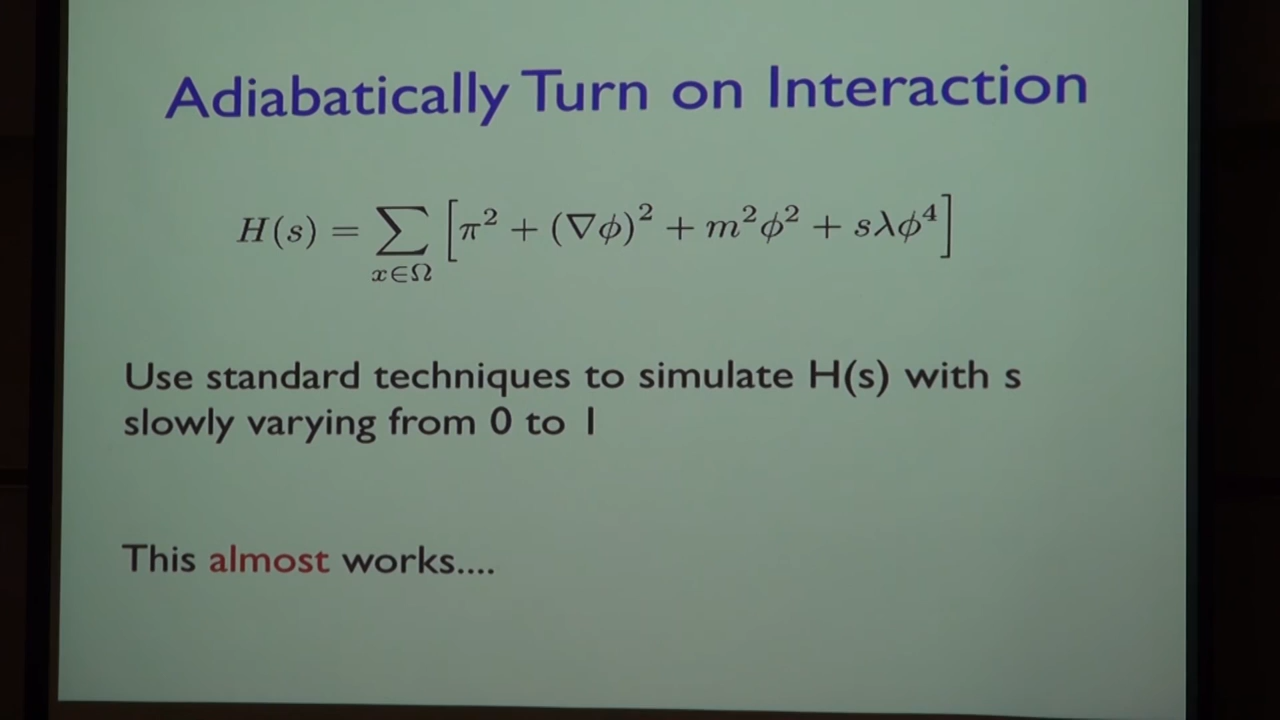 Adiabatically Turn on Interaction
H(s) = ∑_{x∈Ω} [π² + (∇ϕ)² + m²ϕ² + sλϕ⁴]
Use standard techniques to simulate H(s) with s
slowly varying from 0 to 1
This almost works....